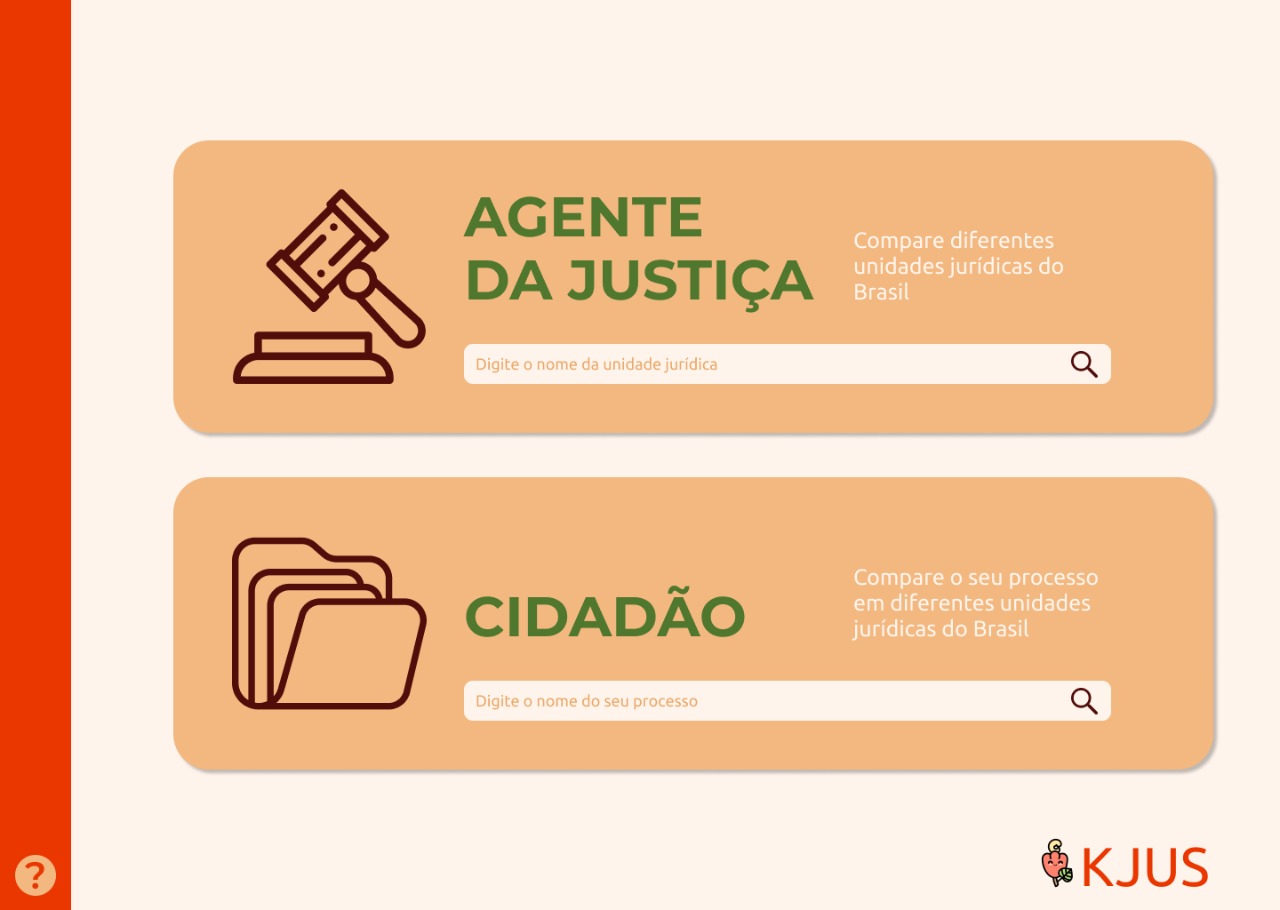 AGENTE
DA JUSTIÇA
Compare diferentes
unidades jurídicas do
Brasil
Digite o nome da unidade jurídica
CIDADÃO
Compare o seu processo
em diferentes unidades
jurídicas do Brasil
Digite o nome do seu processo
?
KJUS